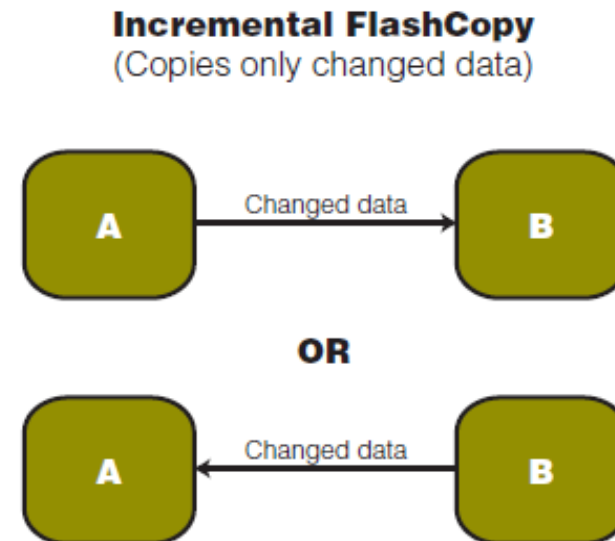 Incremental FlashCopy
(Copies only changed data)
A
Changed data
B
OR
A
Changed data
B